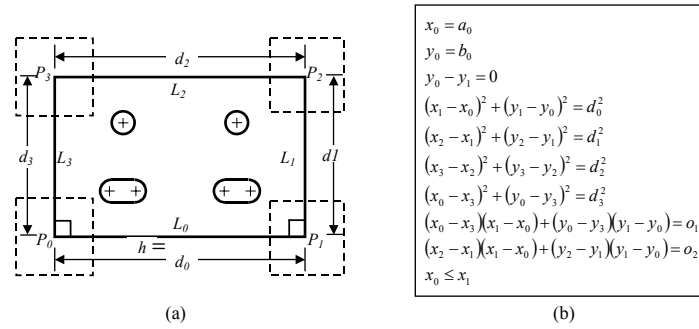 d₂
P₃
P₂
L₂
d₃
L₃
L₁
d1
L₀
P₀
P₁
h =
d₀
(a)
x₀ = a₀
y₀ = b₀
y₀ − y₁ = 0
(x₁ − x₀)² + (y₁ − y₀)² = d₀²
(x₂ − x₁)² + (y₂ − y₁)² = d₁²
(x₃ − x₂)² + (y₃ − y₂)² = d₂²
(x₀ − x₃)² + (y₀ − y₃)² = d₃²
(x₀ − x₃)(x₁ − x₀) + (y₀ − y₃)(y₁ − y₀) = o₁
(x₂ − x₁)(x₁ − x₀) + (y₂ − y₁)(y₁ − y₀) = o₂
x₀ ≤ x₁
(b)